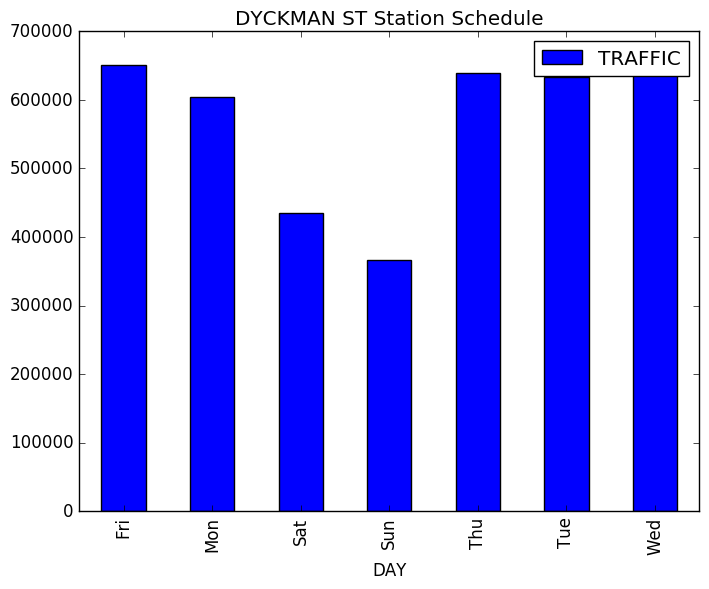 DYCKMAN ST Station Schedule
700000
600000
500000
400000
300000
200000
100000
0
TRAFFIC
Fri
Mon
Sat
Sun
Thu
Tue
Wed
DAY